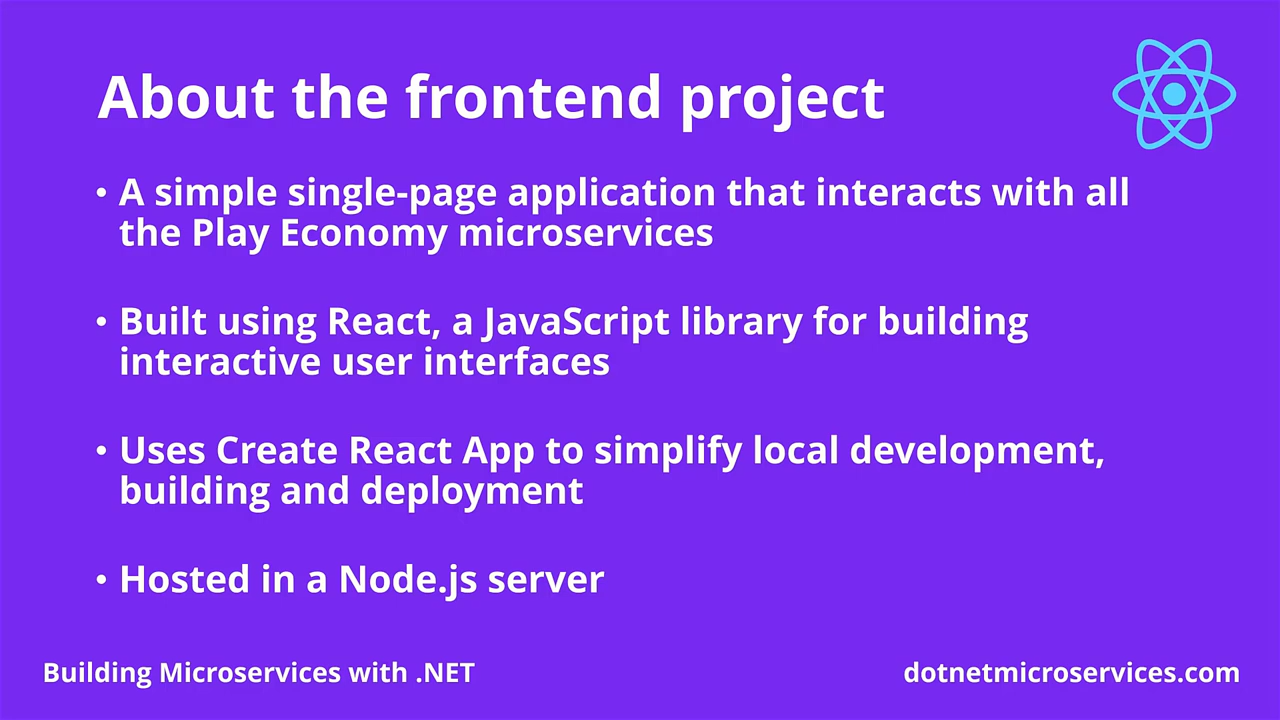 About the frontend project
• A simple single-page application that interacts with all
the Play Economy microservices
• Built using React, a JavaScript library for building
interactive user interfaces
• Uses Create React App to simplify local development,
building and deployment
• Hosted in a Node.js server
Building Microservices with .NET
dotnetmicroservices.com